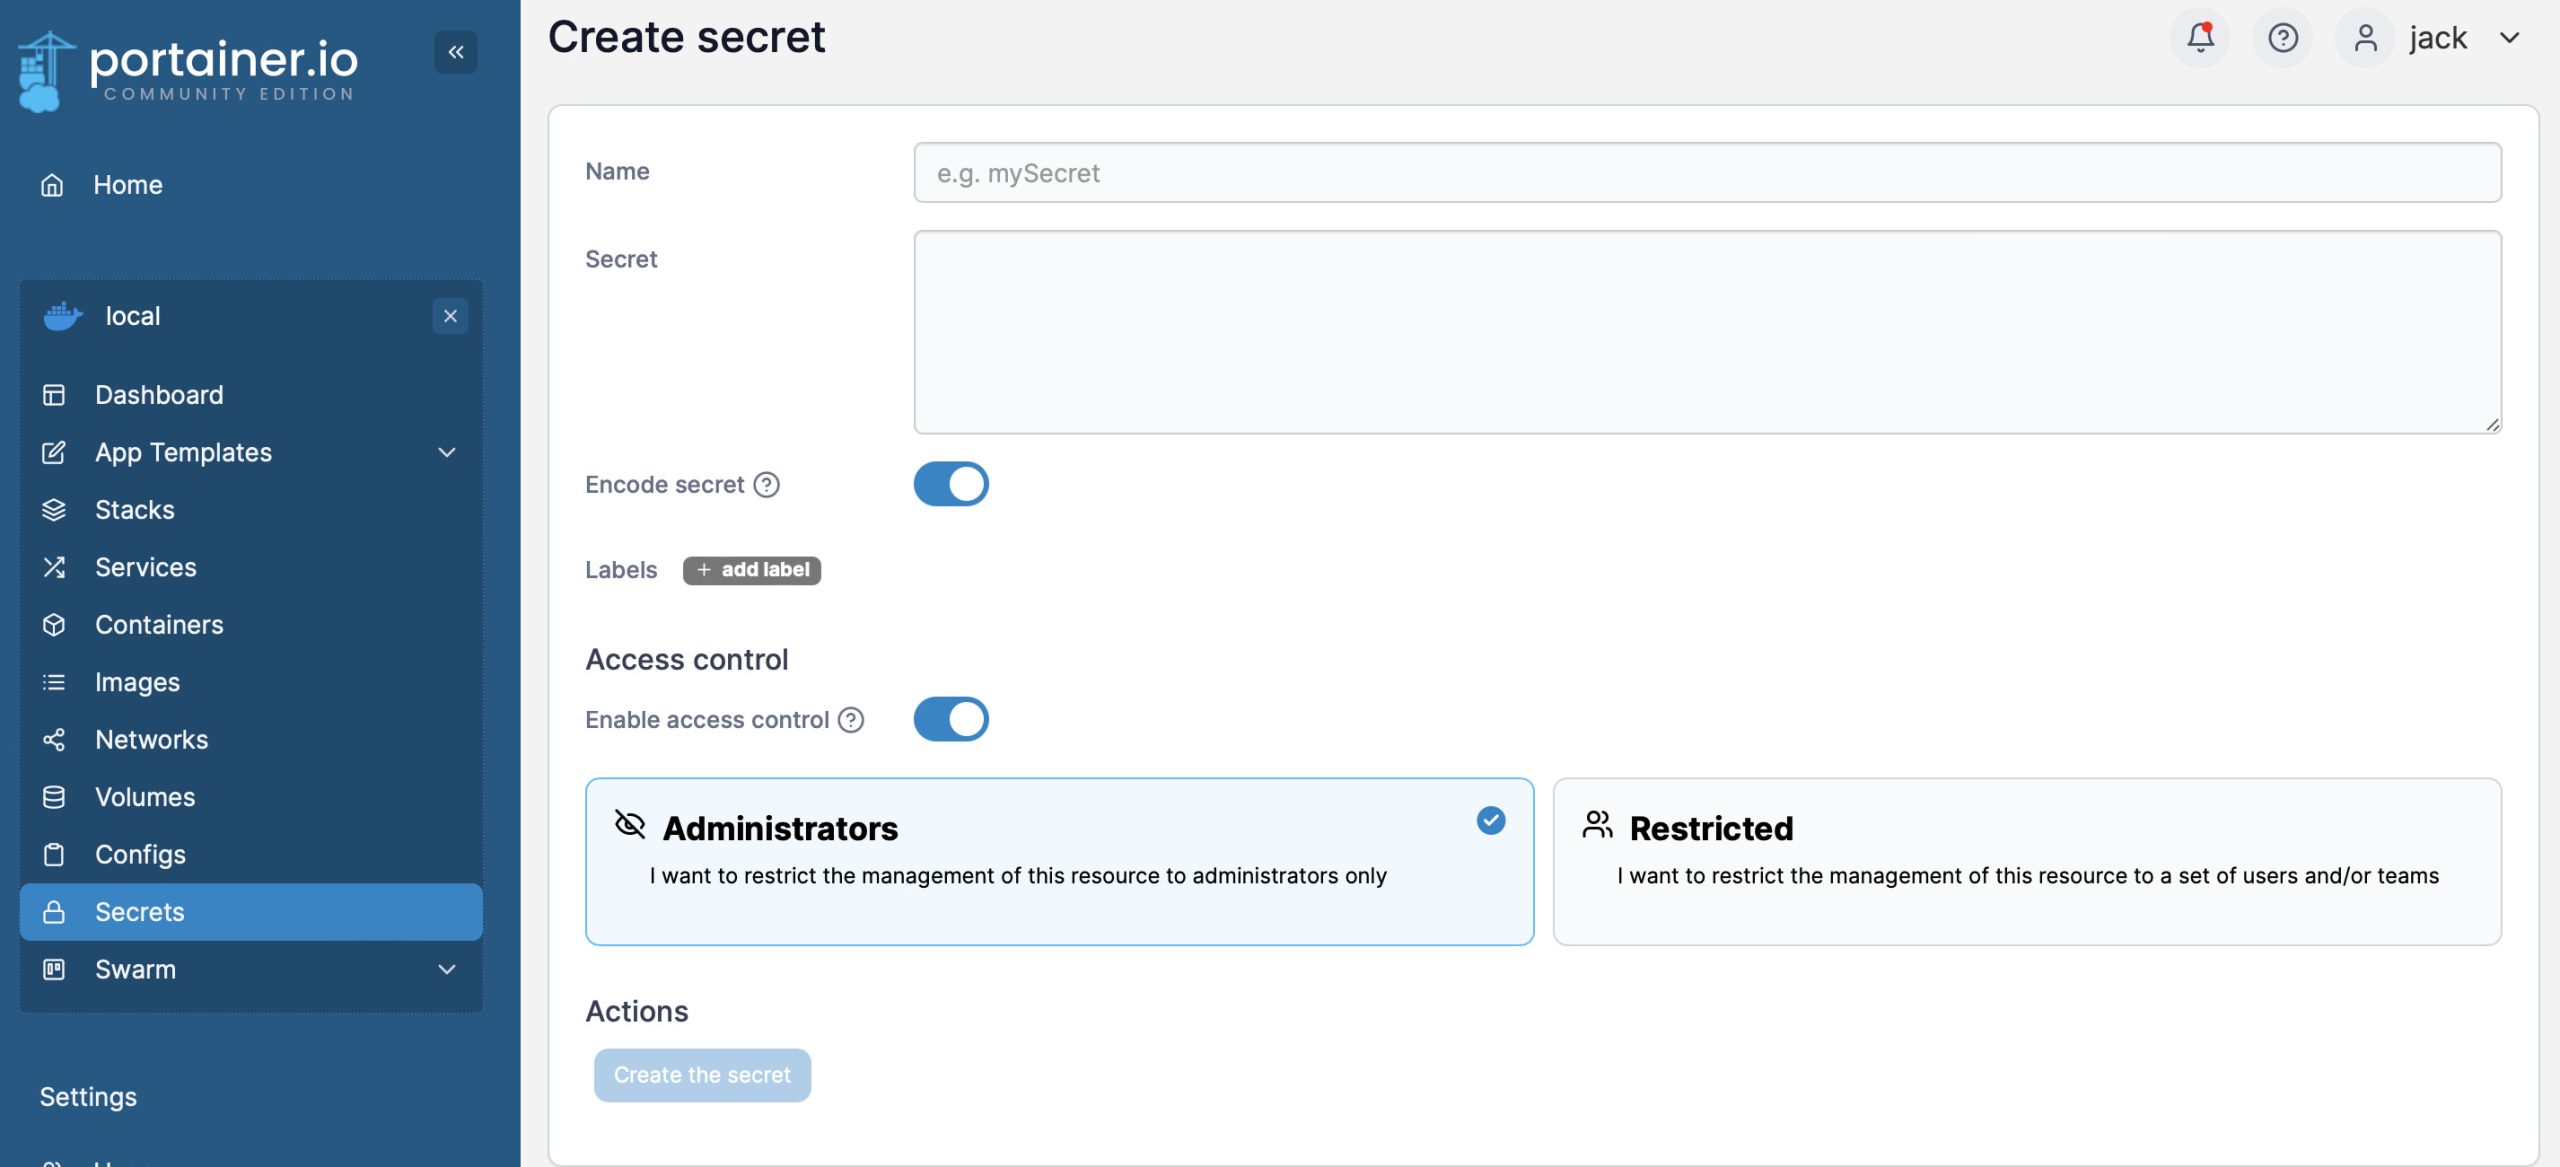 portainer.io
COMMUNITY EDITION
Home
local
Dashboard
App Templates
Stacks
Services
Containers
Images
Networks
Volumes
Configs
Secrets
Swarm
Settings
Create secret
jack
Name
e.g. mySecret
Secret
Encode secret
Labels
+ add label
Access control
Enable access control
Administrators
I want to restrict the management of this resource to administrators only
Restricted
I want to restrict the management of this resource to a set of users and/or teams
Actions
Create the secret